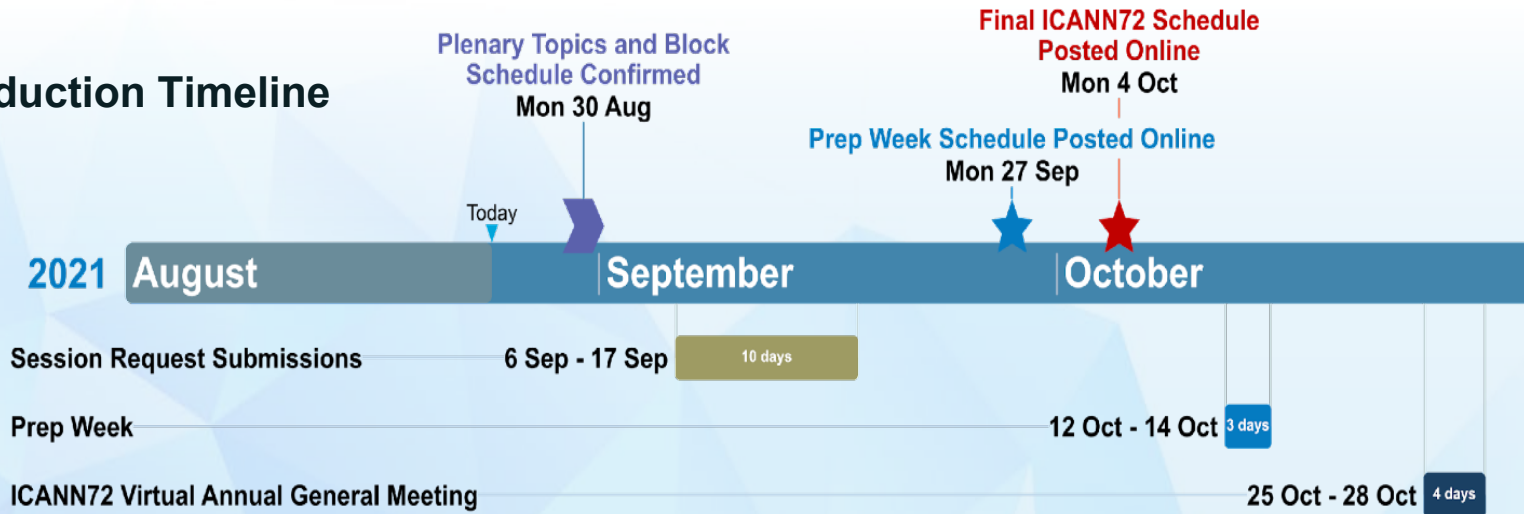 Final ICANN72 Schedule
Posted Online
Mon 4 Oct
Plenary Topics and Block
Schedule Confirmed
Mon 30 Aug
duction Timeline
Prep Week Schedule Posted Online
Mon 27 Sep
Today
2021 August September October
Session Request Submissions 6 Sep - 17 Sep 10 days
Prep Week 12 Oct - 14 Oct 3 days
ICANN72 Virtual Annual General Meeting 25 Oct - 28 Oct 4 days